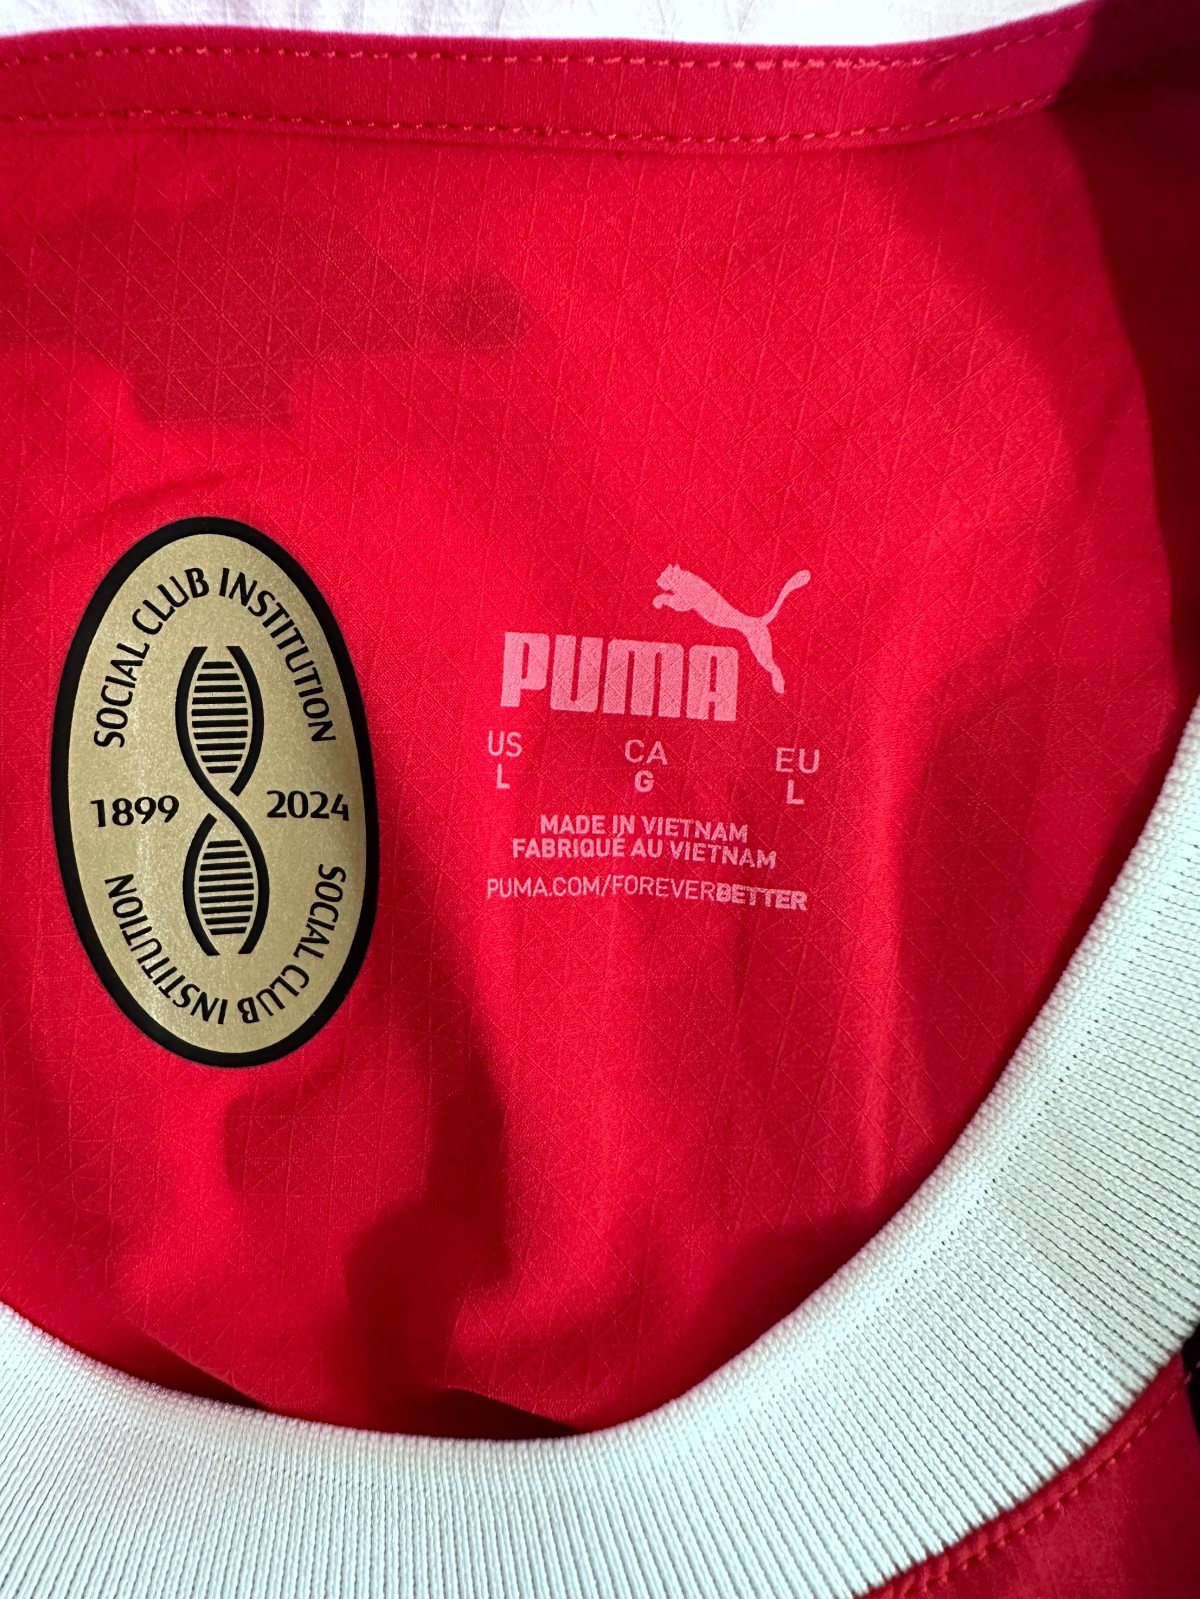 SOCIAL CLUB INSTITUTION
1899 2024
SOCIAL CLUB INSTITUTION
PUMA
US CA EU
L G L
MADE IN VIETNAM
FABRIQUÉ AU VIETNAM
PUMA.COM/FOREVERBETTER